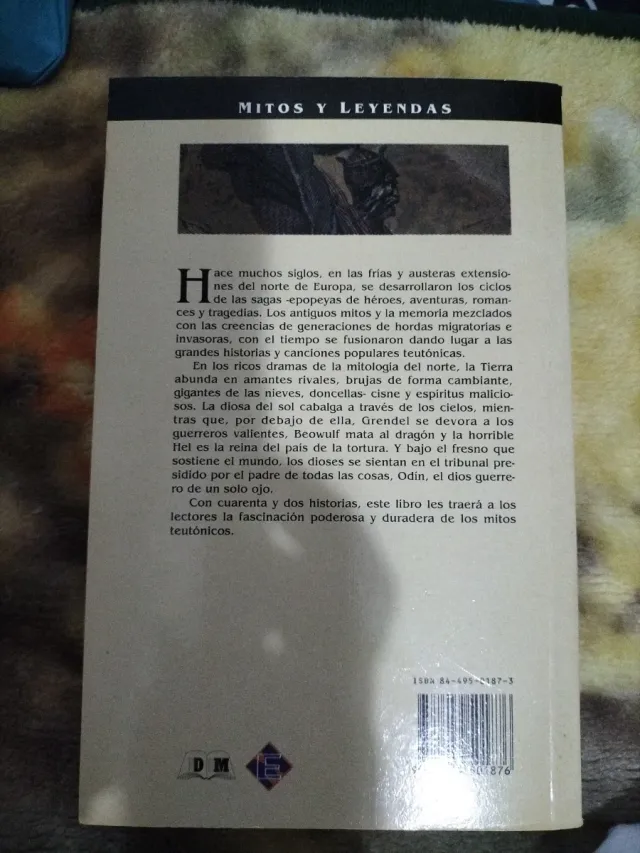 MITOS Y LEYENDAS
Hace muchos siglos, en las frías y austeras extensio-
nes del norte de Europa, se desarrollaron los ciclos
de las sagas -epopeyas de héroes, aventuras, roman-
ces y tragedias. Los antiguos mitos y la memoria mezclados
con las creencias de generaciones de hordas migratorias e
invasoras, con el tiempo se fusionaron dando lugar a las
grandes historias y canciones populares teutónicas.
En los ricos dramas de la mitología del norte, la Tierra
abunda en amantes rivales, brujas de forma cambiante,
gigantes de las nieves, doncellas- cisne y espíritus malicio-
sos. La diosa del sol cabalga a través de los cielos, mien-
tras que, por debajo de ella, Grendel se devora a los
guerreros valientes, Beowulf mata al dragón y la horrible
Hel es la reina del país de la tortura. Y bajo el fresno que
sostiene el mundo, los dioses se sientan en el tribunal pre-
sidido por el padre de todas las cosas, Odín, el dios guerre-
ro de un solo ojo.
Con cuarenta y dos historias, este libro les traerá a los
lectores la fascinación poderosa y duradera de los mitos
teutónicos.
ISBN 84-495-0187-3
D M E